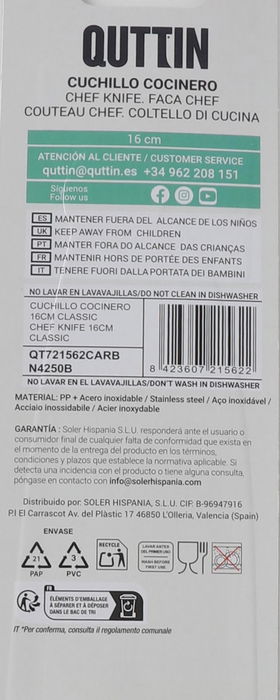 QUTTIN
CUCHILLO COCINERO
CHEF KNIFE. FACA CHEF
COUTEAU CHEF. COLTELLO DI CUCINA
16 cm
ATENCIÓN AL CLIENTE / CUSTOMER SERVICE
quttin@quttin.es +34 962 208 151
Síguenos
Follow us
ES MANTENER FUERA DEL ALCANCE DE LOS NIÑOS
UK KEEP AWAY FROM CHILDREN
PT MANTER FORA DO ALCANCE DAS CRIANÇAS
FR MANTENIR HORS DE PORTÉE DES ENFANTS
IT TENERE FUORI DALLA PORTATA DEI BAMBINI
NO LAVAR EN LAVAVAJILLAS/DO NOT CLEAN IN DISHWASHER
CUCHILLO COCINERO
16CM CLASSIC
CHEF KNIFE 16CM
CLASSIC
QT721562CARB
N4250B
8 423607 215622
NO LAVAR EN EL LAVAVAJILLAS/DON'T WASH IN DISHWASHER
MATERIAL: PP + Acero inoxidable / Stainless steel / Aço inoxidável /
Acciaio inossidabile / Acier inoxydable
GARANTÍA: Soler Hispania S.L.U. responderá ante el usuario o
consumidor final de cualquier falta de conformidad que exista en
el momento de la entrega del producto en los términos,
condiciones y plazos que establece la normativa aplicable. Si
detecta una incidencia con el producto o tiene alguna consulta,
póngase en contacto con info@solerhispania.com
Distribuido por: SOLER HISPANIA, S.L.U. CIF: B-96947916
P.I El Carrascot Av. del Plàstic 17 46850 L'Olleria, Valencia (Spain)
ENVASE
21
PAP
3
PVC
RECYCLE
LAVAR ANTES
DEL PRIMER USO
WASH BEFORE
FIRST USE
FR
ÉLÉMENTS D'EMBALLAGE
À SÉPARER ET À DÉPOSER
DANS LE BAC DE TRI
IT *Per conferma, consulta il regolamento comunale